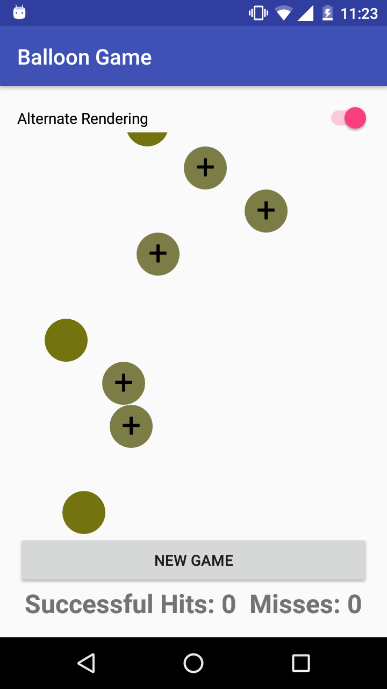 11:23
Balloon Game
Alternate Rendering
+
+
+
+
+
NEW GAME
Successful Hits: 0 Misses: 0